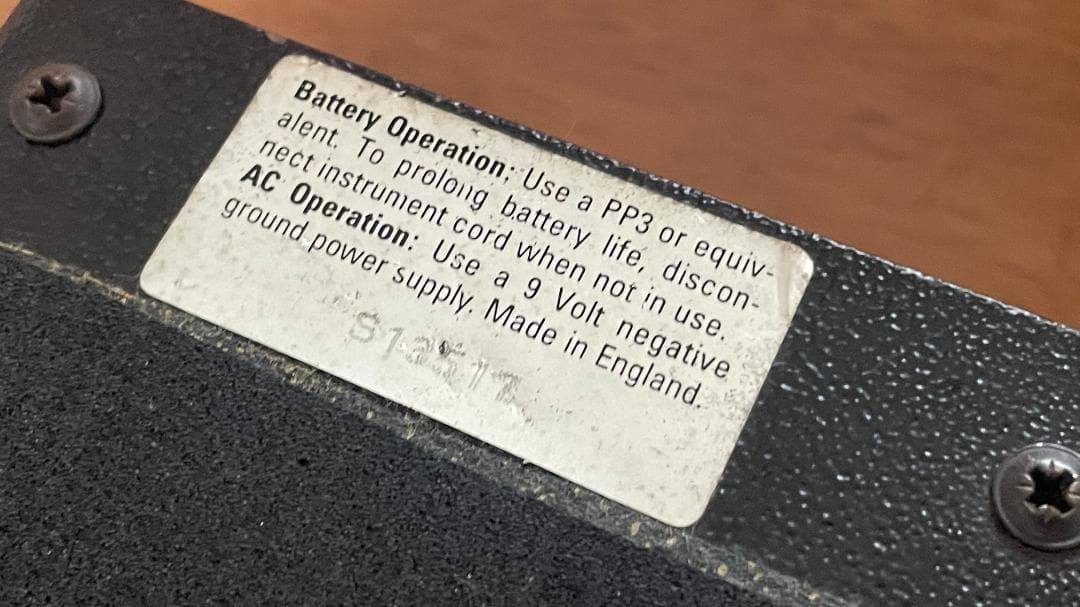 Battery Operation; Use a PP3 or equiv-
alent. To prolong battery life, discon-
nect instrument cord when not in use.
AC Operation: Use a 9 Volt negative
ground power supply. Made in England.